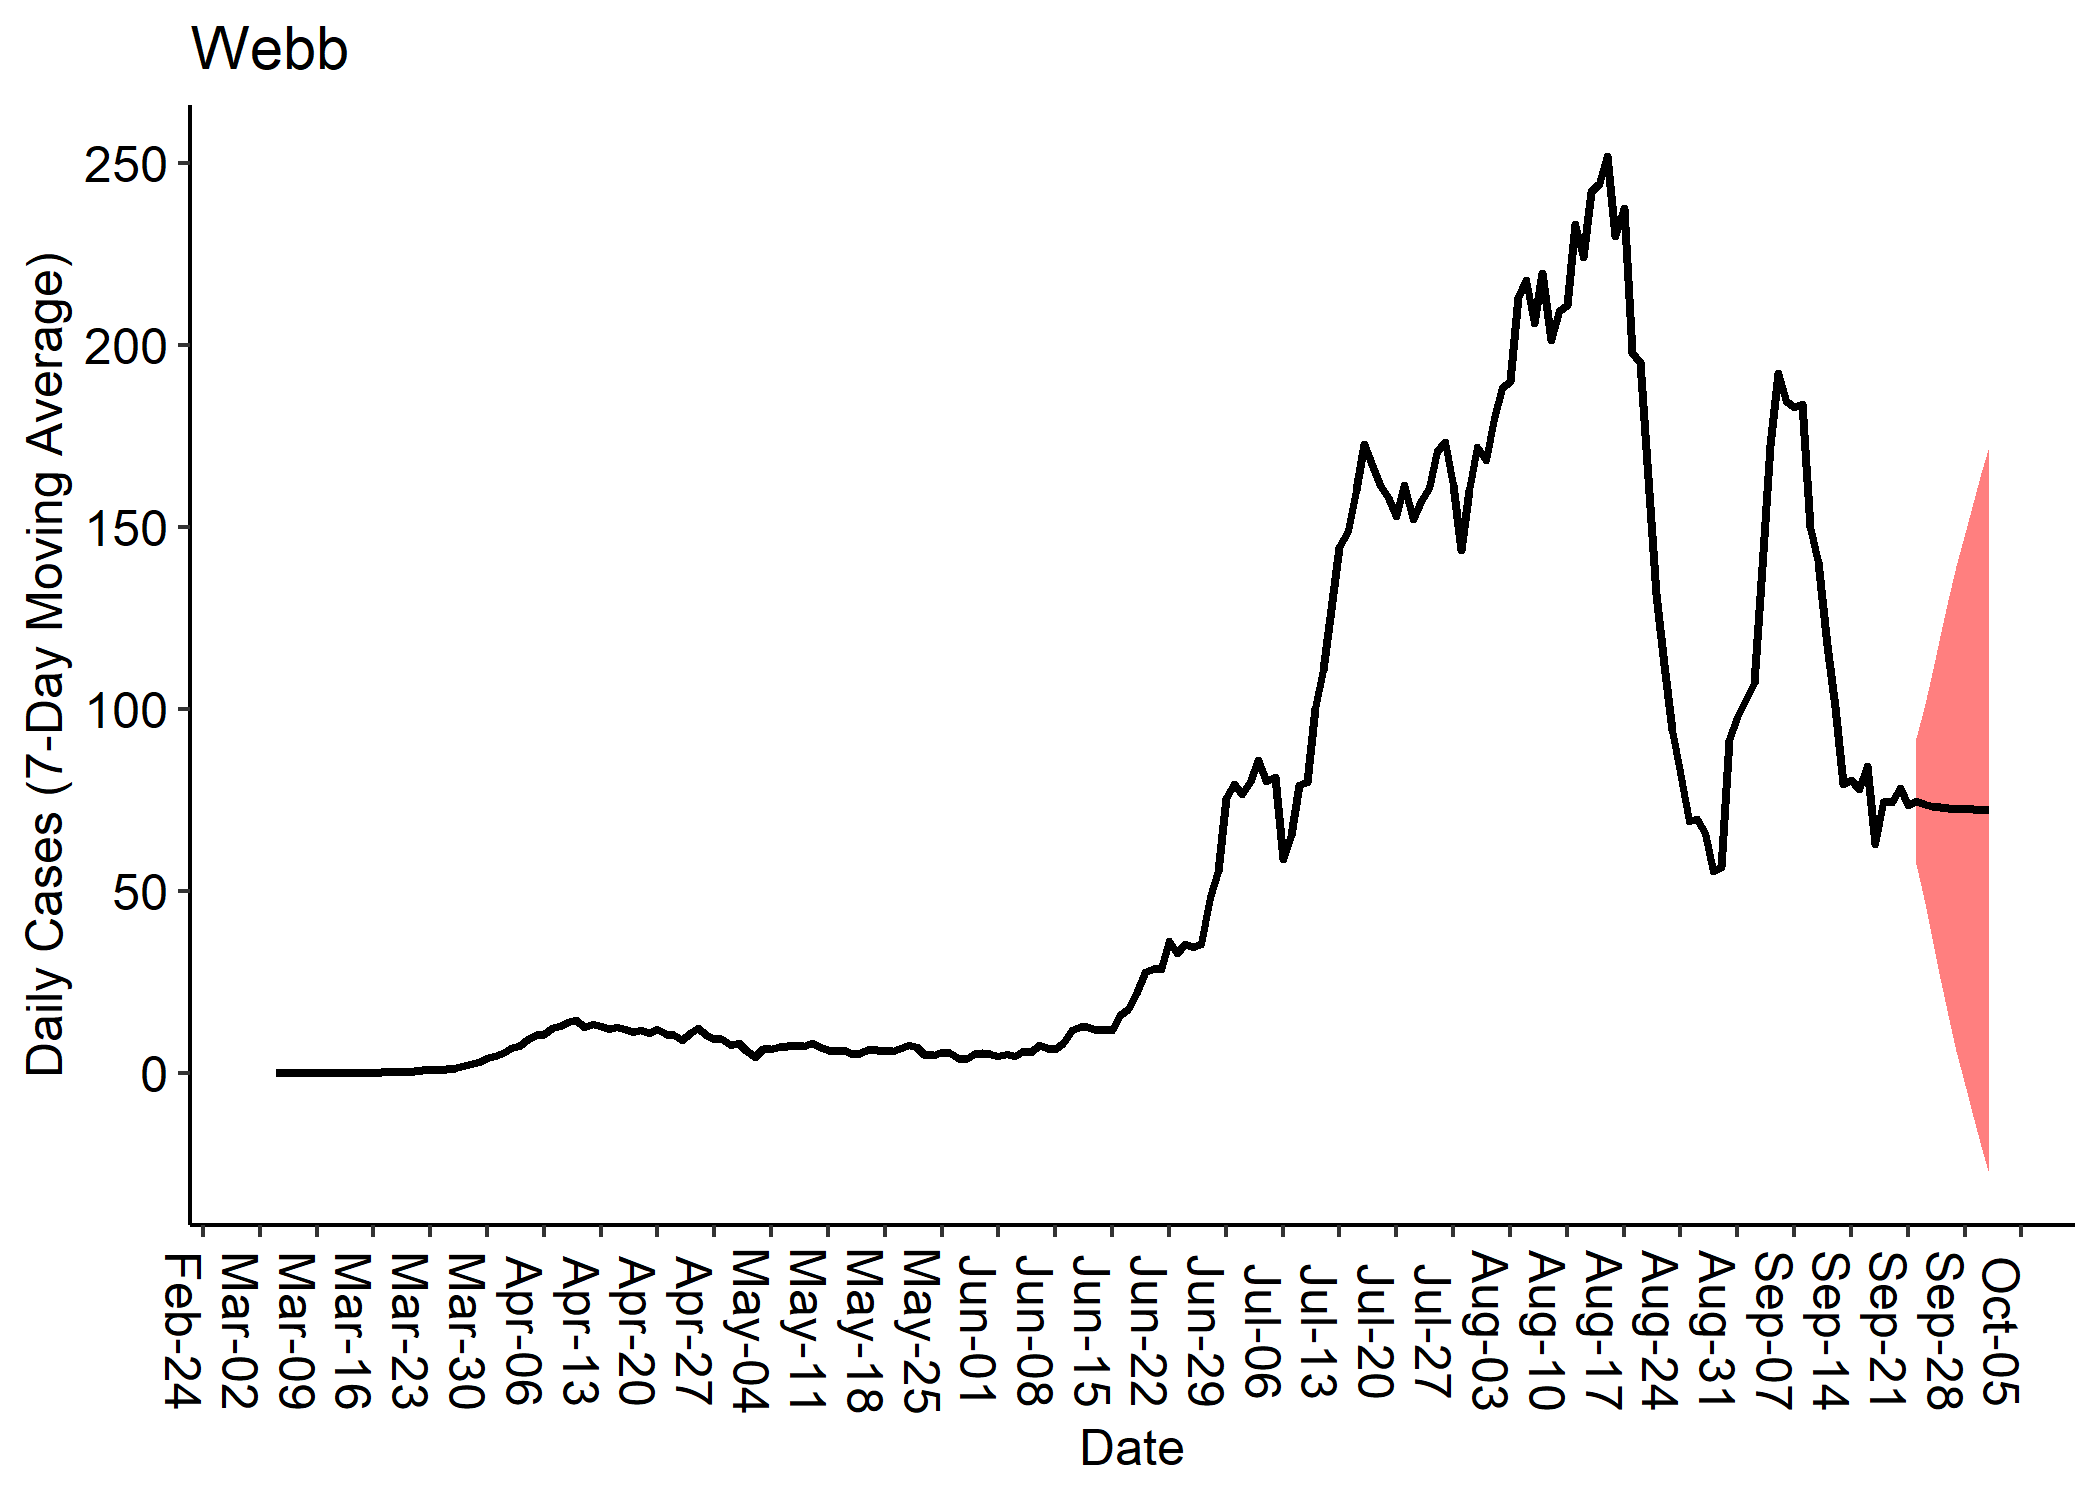 Webb
Daily Cases (7-Day Moving Average)
250
200
150
100
50
0
Feb-24
Mar-02
Mar-09
Mar-16
Mar-23
Mar-30
Apr-06
Apr-13
Apr-20
Apr-27
May-04
May-11
May-18
May-25
Jun-01
Jun-08
Jun-15
Jun-22
Jun-29
Jul-06
Jul-13
Jul-20
Jul-27
Aug-03
Aug-10
Aug-17
Aug-24
Aug-31
Sep-07
Sep-14
Sep-21
Sep-28
Oct-05
Date